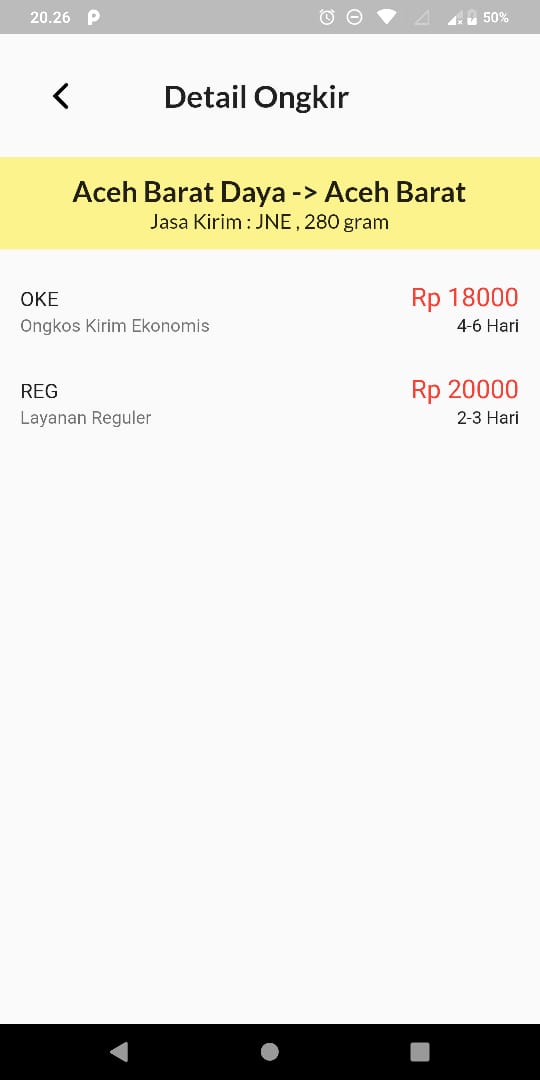 20.26 50%
Detail Ongkir
Aceh Barat Daya -> Aceh Barat
Jasa Kirim : JNE , 280 gram
OKE Rp 18000
Ongkos Kirim Ekonomis 4-6 Hari
REG Rp 20000
Layanan Reguler 2-3 Hari